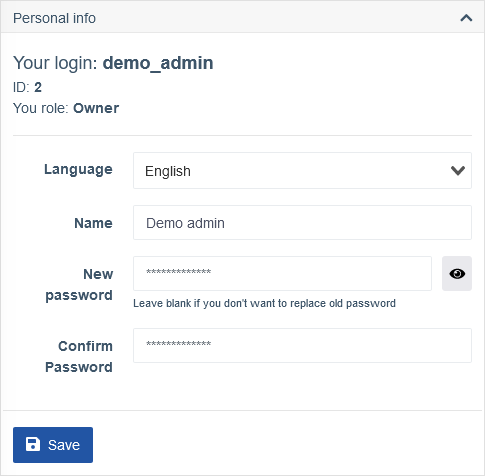 Personal info
Your login: demo_admin
ID: 2
You role: Owner
Language
English
Name
Demo admin
New password
*************
Leave blank if you don't want to replace old password
Confirm Password
*************
Save